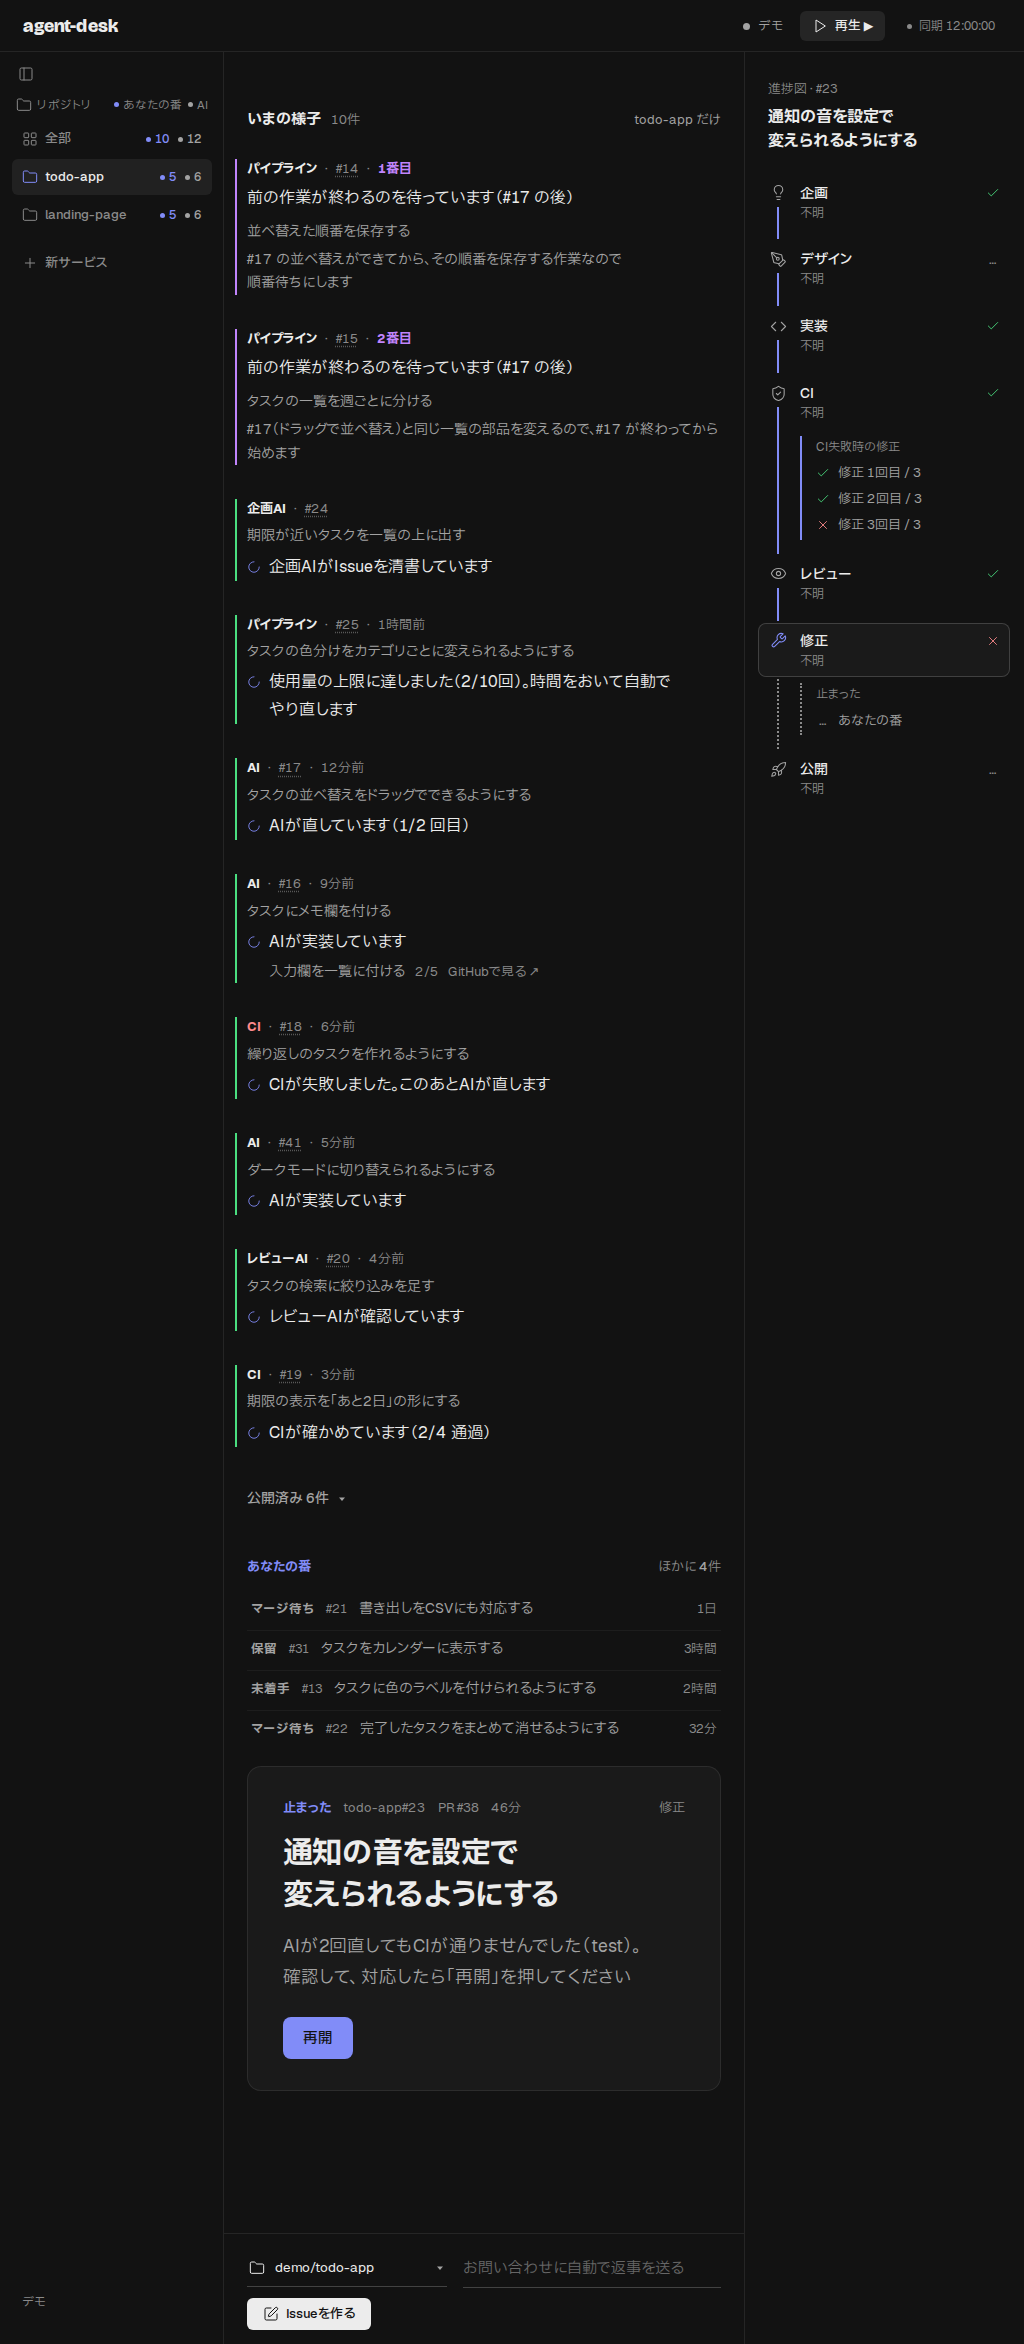 agent-desk
デモ
再生 ▶
同期 12:00:00
リポジトリ
あなたの番
AI
全部
10
12
todo-app
5
6
landing-page
5
6
新サービス
デモ
いまの様子 10件
todo-app だけ
パイプライン · #14 · 1番目
前の作業が終わるのを待っています（#17 の後）
並べ替えた順番を保存する
#17 の並べ替えができてから、その順番を保存する作業なので
順番待ちにします
パイプライン · #15 · 2番目
前の作業が終わるのを待っています（#17 の後）
タスクの一覧を週ごとに分ける
#17（ドラッグで並べ替え）と同じ一覧の部品を変えるので、#17 が終わってから
始めます
企画AI · #24
期限が近いタスクを一覧の上に出す
企画AIがIssueを清書しています
パイプライン · #25 · 1時間前
タスクの色分けをカテゴリごとに変えられるようにする
使用量の上限に達しました（2/10回）。時間をおいて自動で
やり直します
AI · #17 · 12分前
タスクの並べ替えをドラッグでできるようにする
AIが直しています（1/2 回目）
AI · #16 · 9分前
タスクにメモ欄を付ける
AIが実装しています
入力欄を一覧に付ける 2/5 GitHubで見る ↗
CI · #18 · 6分前
繰り返しのタスクを作れるようにする
CIが失敗しました。このあとAIが直します
AI · #41 · 5分前
ダークモードに切り替えられるようにする
AIが実装しています
レビューAI · #20 · 4分前
タスクの検索に絞り込みを足す
レビューAIが確認しています
CI · #19 · 3分前
期限の表示を「あと2日」の形にする
CIが確かめています（2/4 通過）
公開済み 6件
あなたの番
ほかに 4件
マージ待ち #21 書き出しをCSVにも対応する 1日
保留 #31 タスクをカレンダーに表示する 3時間
未着手 #13 タスクに色のラベルを付けられるようにする 2時間
マージ待ち #22 完了したタスクをまとめて消せるようにする 32分
止まった todo-app#23 PR #38 46分 修正
通知の音を設定で
変えられるようにする
AIが2回直してもCIが通りませんでした（test）。
確認して、対応したら「再開」を押してください
再開
demo/todo-app
お問い合わせに自動で返事を送る
Issueを作る
進捗図 · #23
通知の音を設定で
変えられるようにする
企画
不明
デザイン
…
不明
実装
不明
CI
不明
CI失敗時の修正
修正 1回目 / 3
修正 2回目 / 3
修正 3回目 / 3
レビュー
不明
修正
不明
止まった
… あなたの番
公開
…
不明